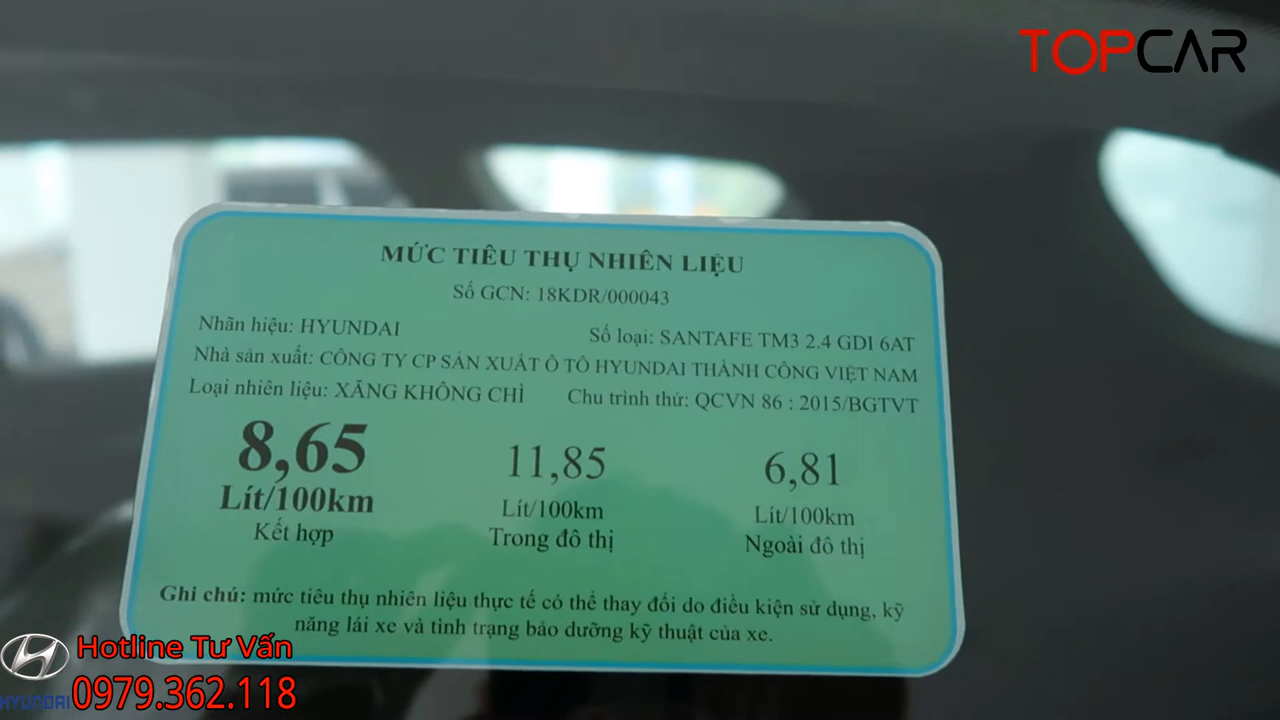 TOPCAR
MỨC TIÊU THỤ NHIÊN LIỆU
Số GCN: 18KDR/000043
Nhãn hiệu: HYUNDAI
Số loại: SANTAFE TM3 2.4 GDI 6AT
Nhà sản xuất: CÔNG TY CP SẢN XUẤT Ô TÔ HYUNDAI THÀNH CÔNG VIỆT NAM
Loại nhiên liệu: XĂNG KHÔNG CHÌ
Chu trình thử: QCVN 86 : 2015/BGTVT
8,65
Lít/100km
Kết hợp
11,85
Lít/100km
Trong đô thị
6,81
Lít/100km
Ngoài đô thị
Ghi chú: mức tiêu thụ nhiên liệu thực tế có thể thay đổi do điều kiện sử dụng, kỹ
năng lái xe và tình trạng bảo dưỡng kỹ thuật của xe.
Hotline Tư Vấn
HYUNDAI
0979.362.118